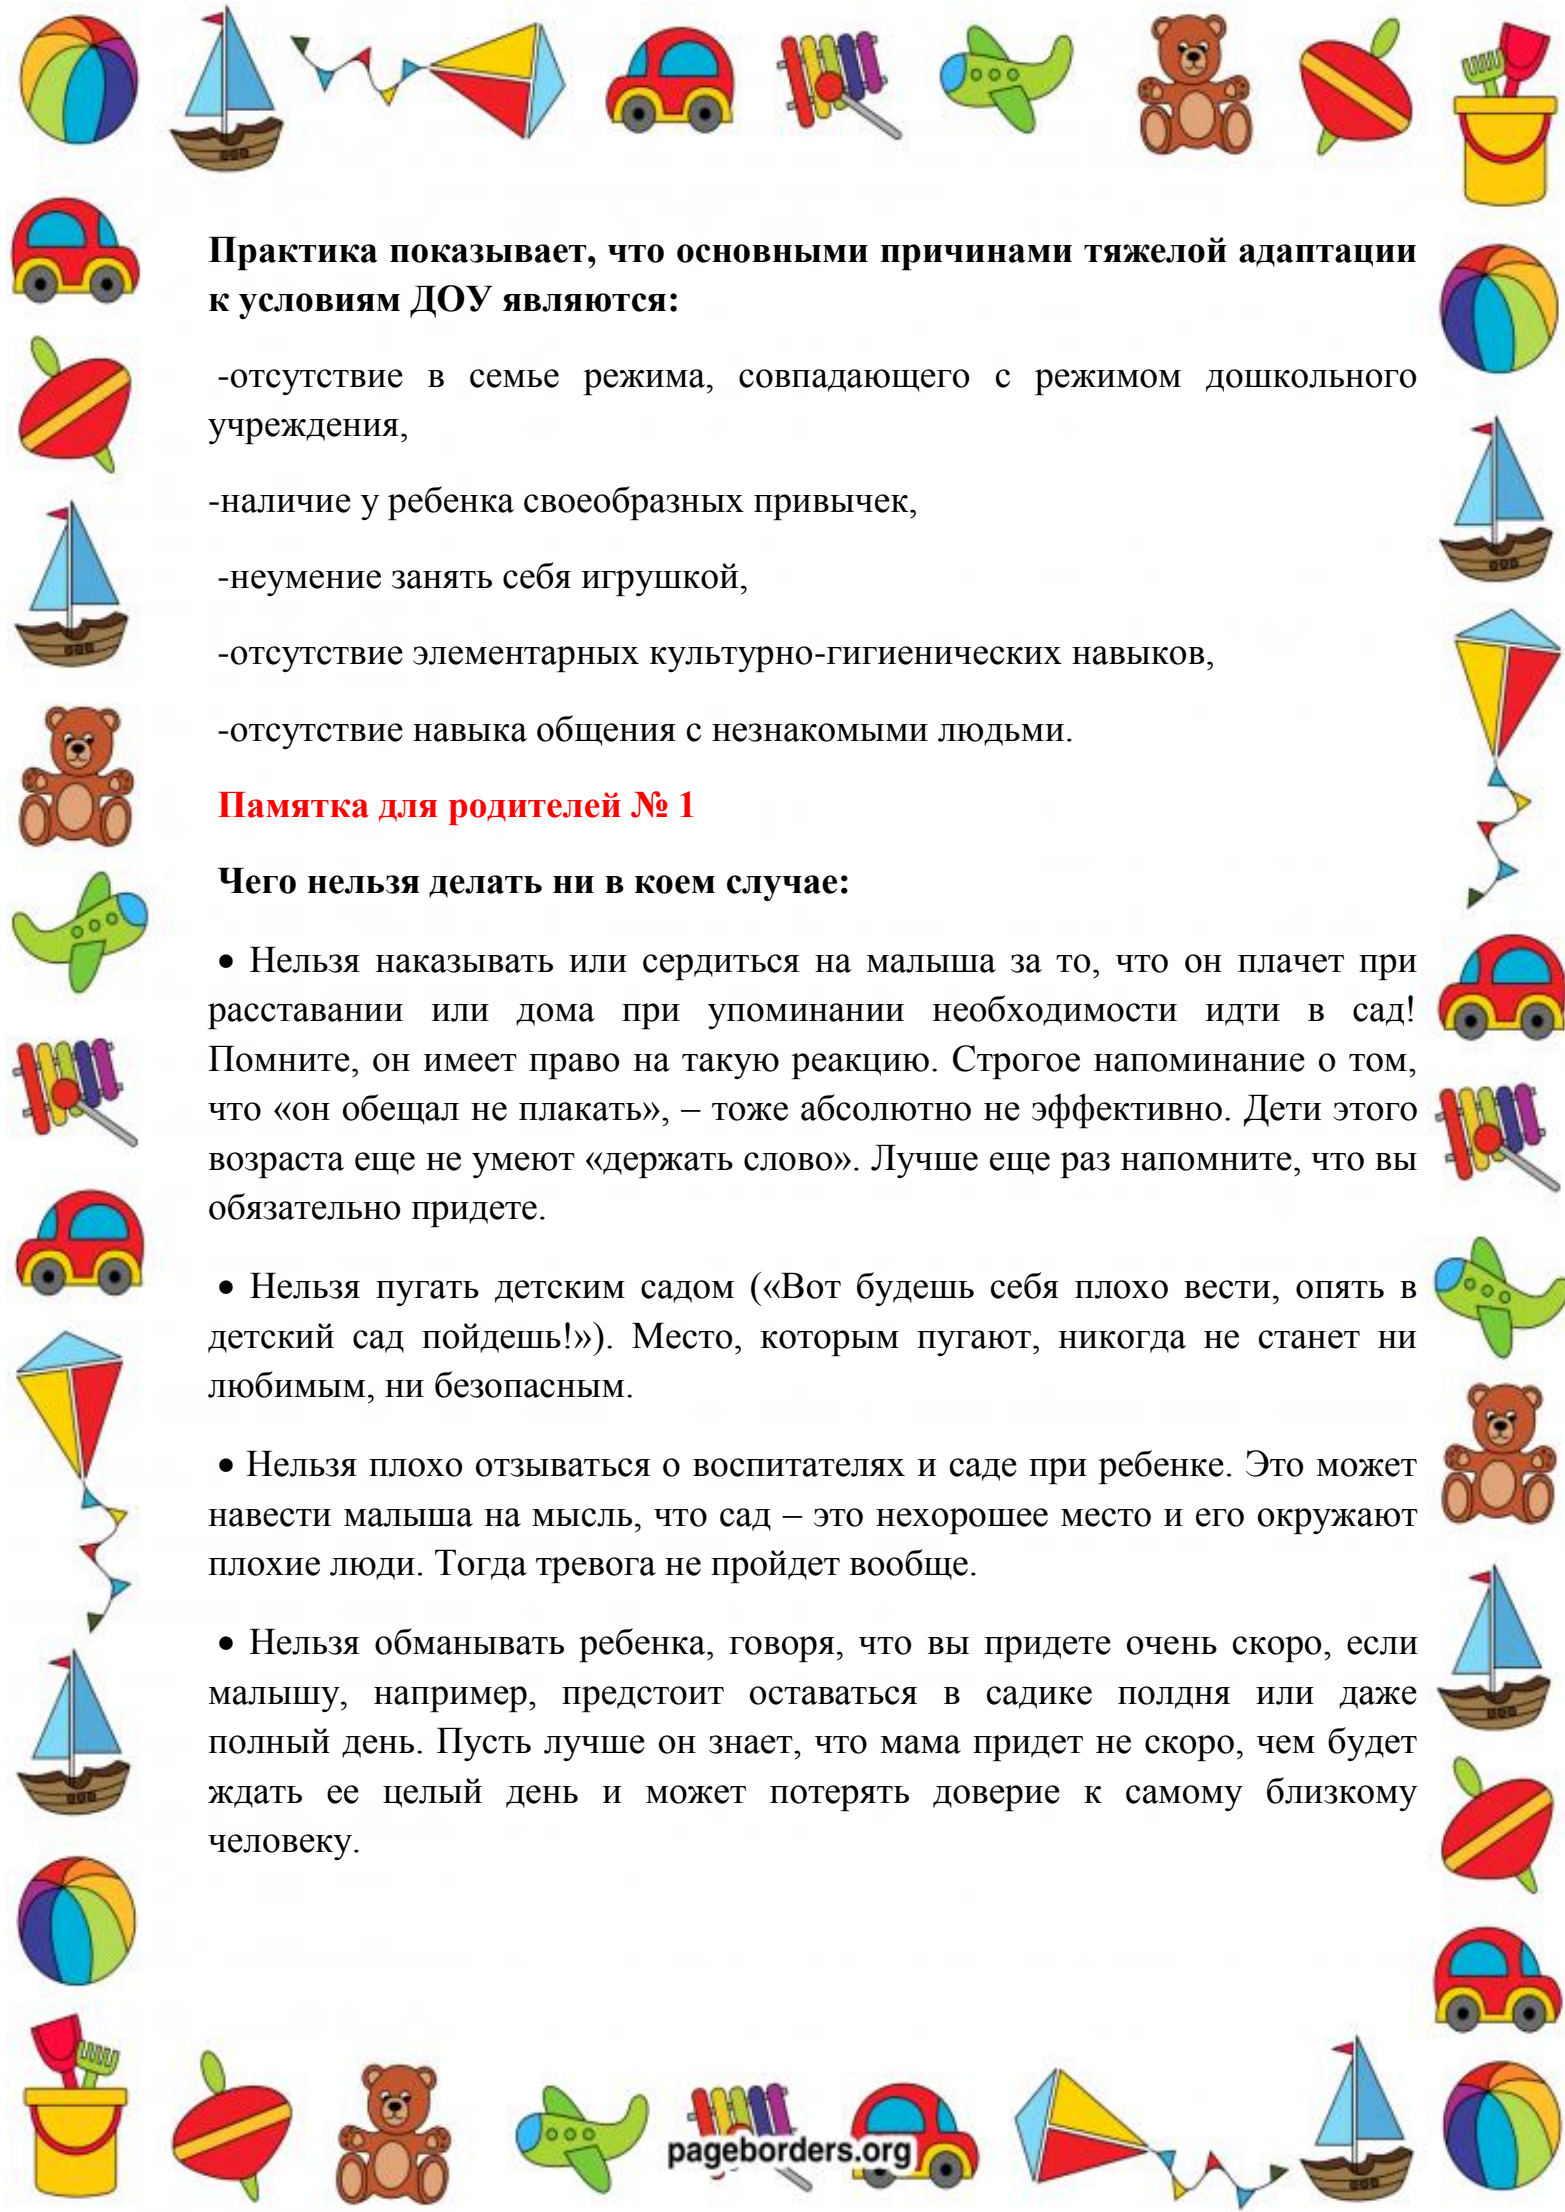 Практика показывает, что основными причинами тяжелой адаптации
к условиям ДОУ являются:
-отсутствие в семье режима, совпадающего с режимом дошкольного
учреждения,
-наличие у ребенка своеобразных привычек,
-неумение занять себя игрушкой,
-отсутствие элементарных культурно-гигиенических навыков,
-отсутствие навыка общения с незнакомыми людьми.
Памятка для родителей № 1
Чего нельзя делать ни в коем случае:
• Нельзя наказывать или сердиться на малыша за то, что он плачет при
расставании или дома при упоминании необходимости идти в сад!
Помните, он имеет право на такую реакцию. Строгое напоминание о том,
что «он обещал не плакать», – тоже абсолютно не эффективно. Дети этого
возраста еще не умеют «держать слово». Лучше еще раз напомните, что вы
обязательно придете.
• Нельзя пугать детским садом («Вот будешь себя плохо вести, опять в
детский сад пойдешь!»). Место, которым пугают, никогда не станет ни
любимым, ни безопасным.
• Нельзя плохо отзываться о воспитателях и саде при ребенке. Это может
навести малыша на мысль, что сад – это нехорошее место и его окружают
плохие люди. Тогда тревога не пройдет вообще.
• Нельзя обманывать ребенка, говоря, что вы придете очень скоро, если
малышу, например, предстоит оставаться в садике полдня или даже
полный день. Пусть лучше он знает, что мама придет не скоро, чем будет
ждать ее целый день и может потерять доверие к самому близкому
человеку.
pageborders.org